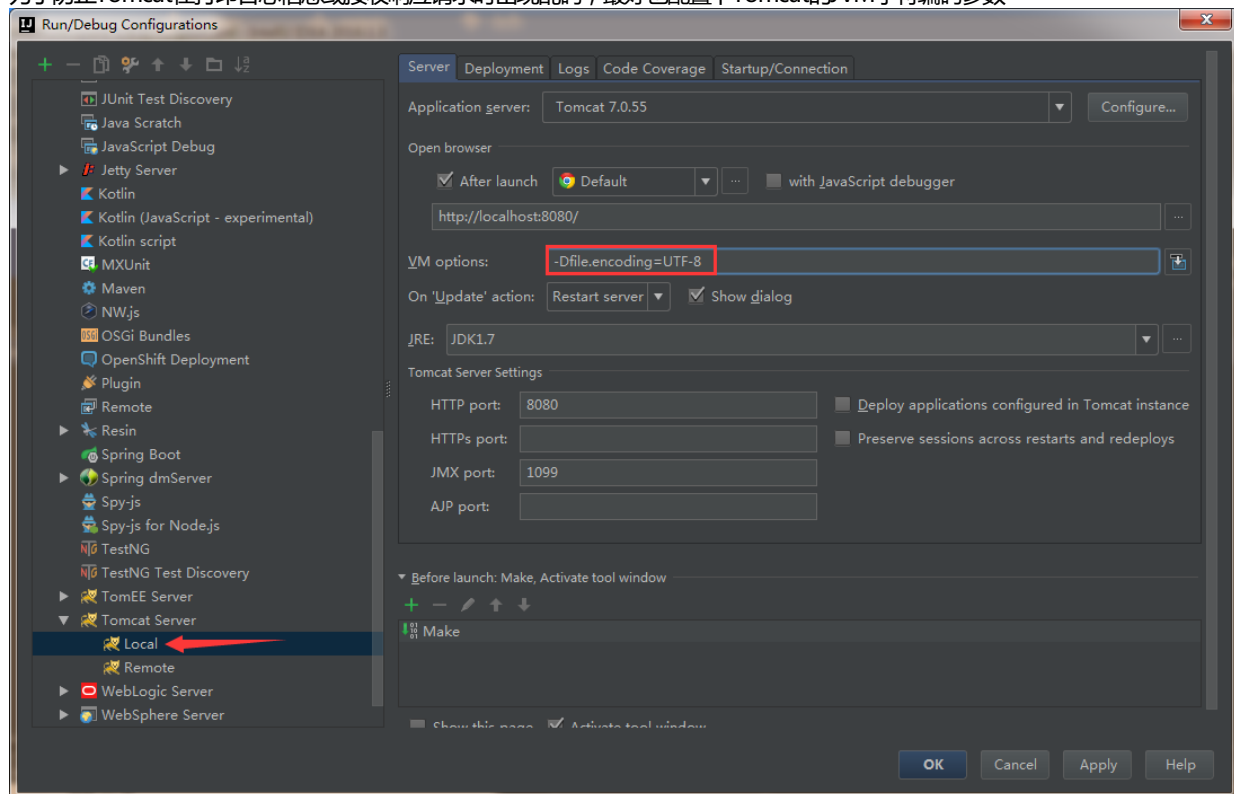 Run/Debug Configurations
Server Deployment Logs Code Coverage Startup/Connection
JUnit Test Discovery
Java Scratch
JavaScript Debug
Jetty Server
Kotlin
Kotlin (JavaScript - experimental)
Kotlin script
MXUnit
Maven
NW.js
OSGi Bundles
OpenShift Deployment
Plugin
Remote
Resin
Spring Boot
Spring dmServer
Spy-js
Spy-js for Node.js
TestNG
TestNG Test Discovery
TomEE Server
Tomcat Server
Local
Remote
WebLogic Server
WebSphere Server
Application server: Tomcat 7.0.55 Configure...
Open browser
After launch Default ... with JavaScript debugger
http://localhost:8080/ ...
VM options: -Dfile.encoding=UTF-8
On 'Update' action: Restart server Show dialog
JRE: JDK1.7 ...
Tomcat Server Settings
HTTP port: 8080 Deploy applications configured in Tomcat instance
HTTPs port: Preserve sessions across restarts and redeploys
JMX port: 1099
AJP port:
Before launch: Make, Activate tool window
Make
Show this page Activate tool window
OK Cancel Apply Help